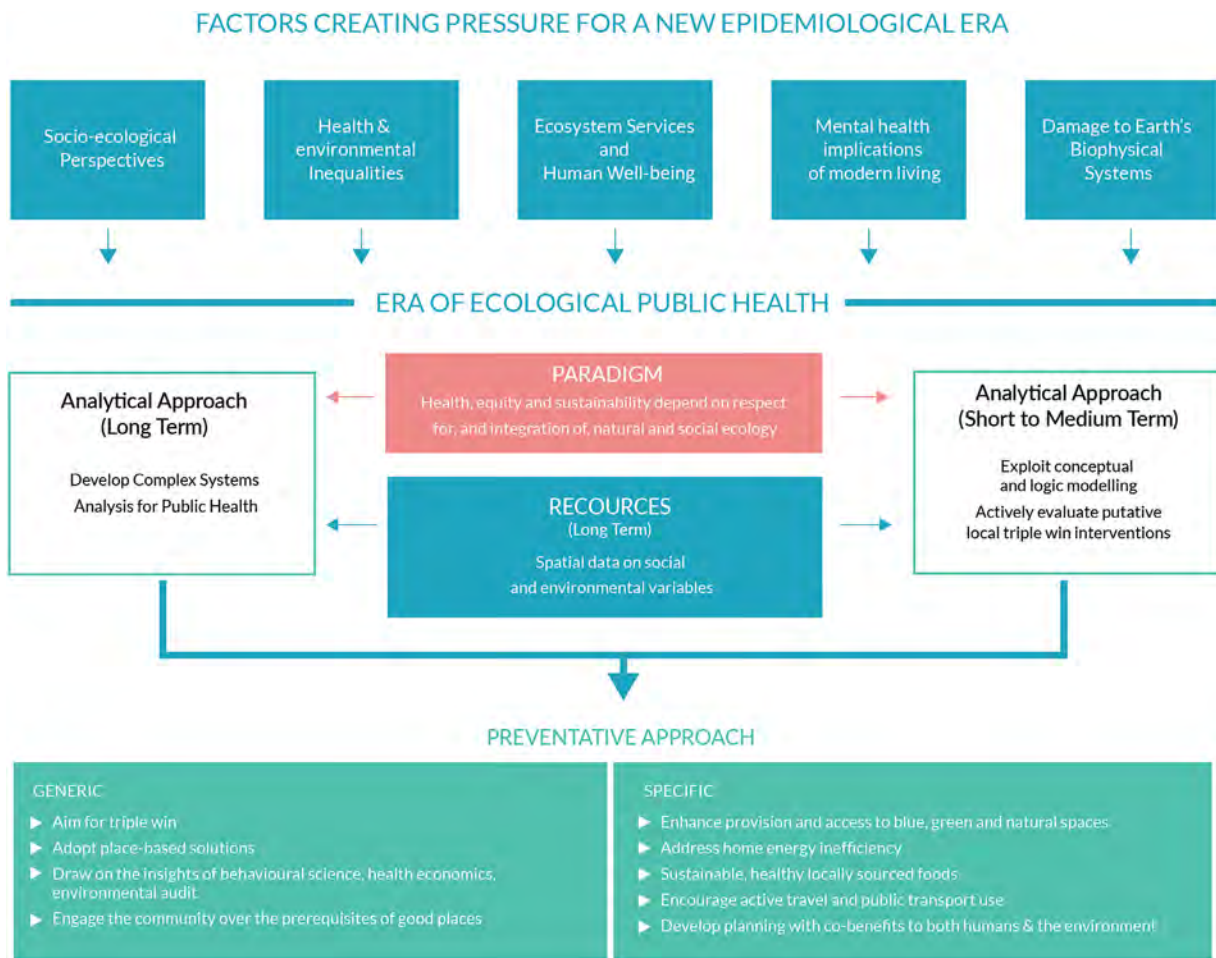 FACTORS CREATING PRESSURE FOR A NEW EPIDEMIOLOGICAL ERA
Socio-ecological
Perspectives
Health &
environmental
Inequalities
Ecosystem Services
and
Human Well-being
Mental health
implications
of modern living
Damage to Earth's
Biophysical
Systems
ERA OF ECOLOGICAL PUBLIC HEALTH
Analytical Approach
(Long Term)
Develop Complex Systems
Analysis for Public Health
PARADIGM
Health, equity and sustainability depend on respect
for, and integration of, natural and social ecology
RECOURCES
(Long Term)
Spatial data on social
and environmental variables
Analytical Approach
(Short to Medium Term)
Exploit conceptual
and logic modelling
Actively evaluate putative
local triple win interventions
PREVENTATIVE APPROACH
GENERIC
▶ Aim for triple win
▶ Adopt place-based solutions
▶ Draw on the insights of behavioural science, health economics,
environmental audit
▶ Engage the community over the prerequisites of good places
SPECIFIC
▶ Enhance provision and access to blue, green and natural spaces
▶ Address home energy inefficiency
▶ Sustainable, healthy locally sourced foods
▶ Encourage active travel and public transport use
▶ Develop planning with co-benefits to both humans & the environment